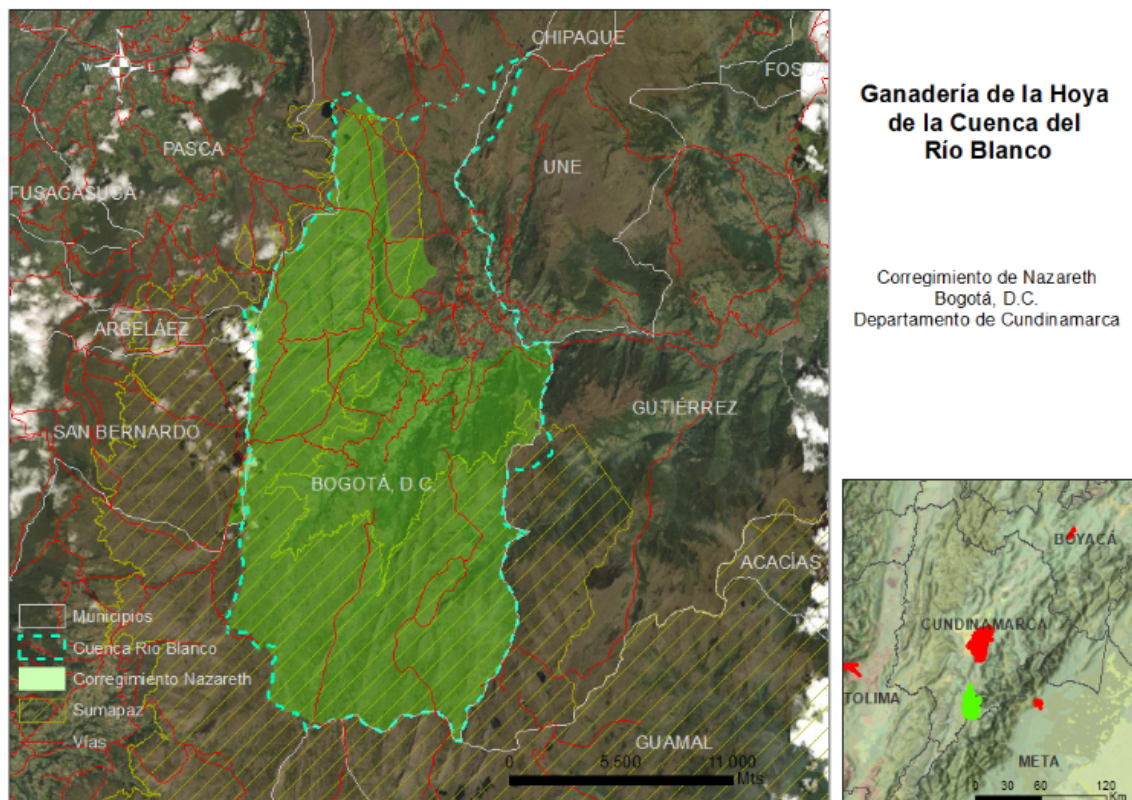 N
W E
S
CHIPAQUE
PASCA
UNE
FUSAGASUCA
ARBELÁEZ
SAN BERNARDO
GUTIÉRREZ
BOGOTÁ, D.C.
ACACÍAS
GUAMAL
Municipios
Cuenca Río Blanco
Corregimiento Nazareth
Sumapaz
Vías
0 5.500 11.000
Mts
Ganadería de la Hoya
de la Cuenca del
Río Blanco
Corregimiento de Nazareth
Bogotá, D.C.
Departamento de Cundinamarca
BOYACÁ
CUNDINAMARCA
TOLIMA
META
0 30 60 120
Km